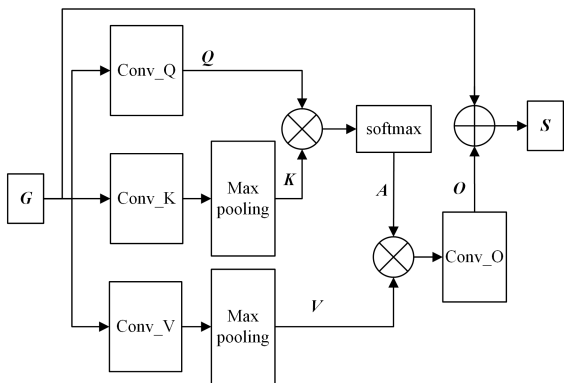 Conv_Q
Q
softmax
S
G
Conv_K
Max
pooling
K
A
O
Conv_O
Conv_V
Max
pooling
V